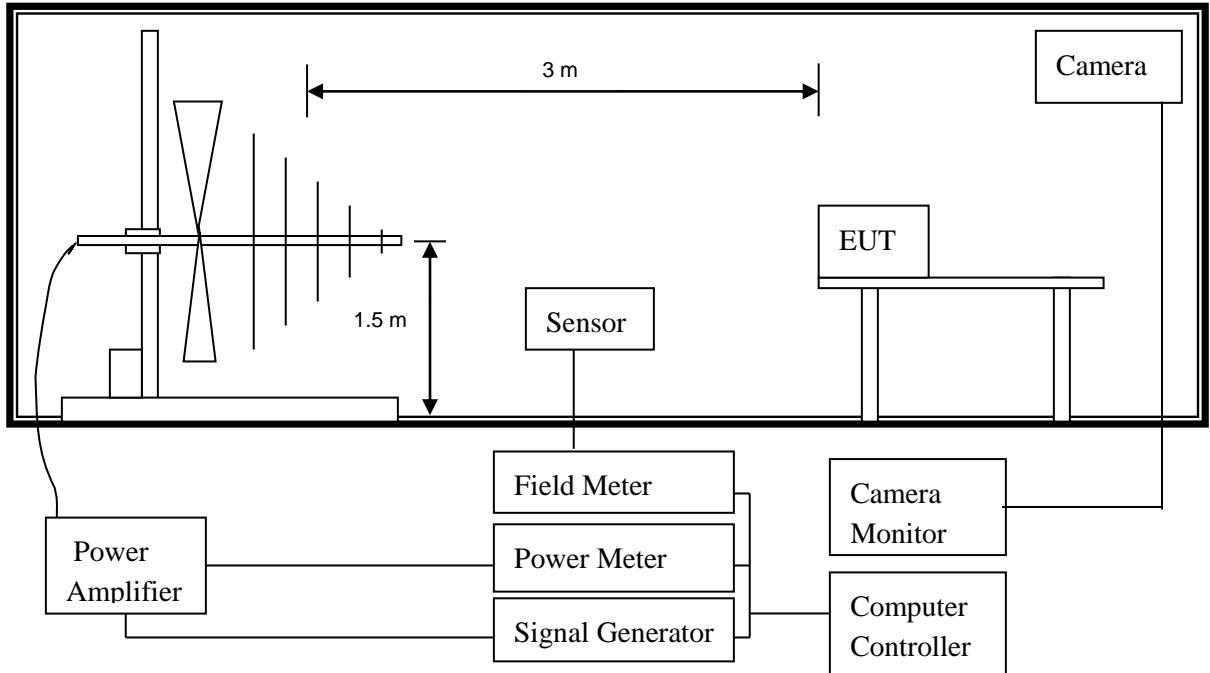 3 m
Camera
EUT
1.5 m
Sensor
Field Meter
Camera
Monitor
Power
Amplifier
Power Meter
Signal Generator
Computer
Controller